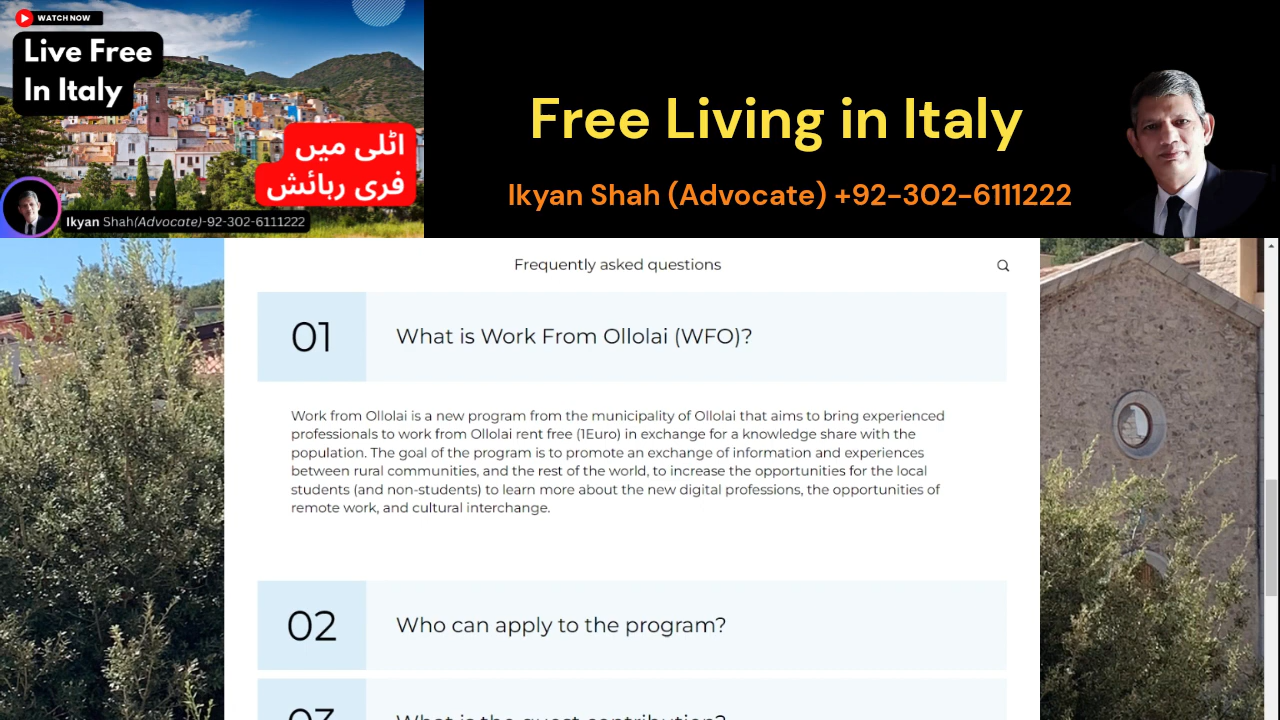 WATCH NOW
Live Free
In Italy
اٹلی میں
فری رہائش
Ikyan Shah(Advocate)-92-302-6111222
Free Living in Italy
Ikyan Shah (Advocate) +92-302-6111222
Frequently asked questions
01
What is Work From Ollolai (WFO)?
Work from Ollolai is a new program from the municipality of Ollolai that aims to bring experienced
professionals to work from Ollolai rent free (1Euro) in exchange for a knowledge share with the
population. The goal of the program is to promote an exchange of information and experiences
between rural communities, and the rest of the world, to increase the opportunities for the local
students (and non-students) to learn more about the new digital professions, the opportunities of
remote work, and cultural interchange.
02
Who can apply to the program?
03
What is the guest contribution?